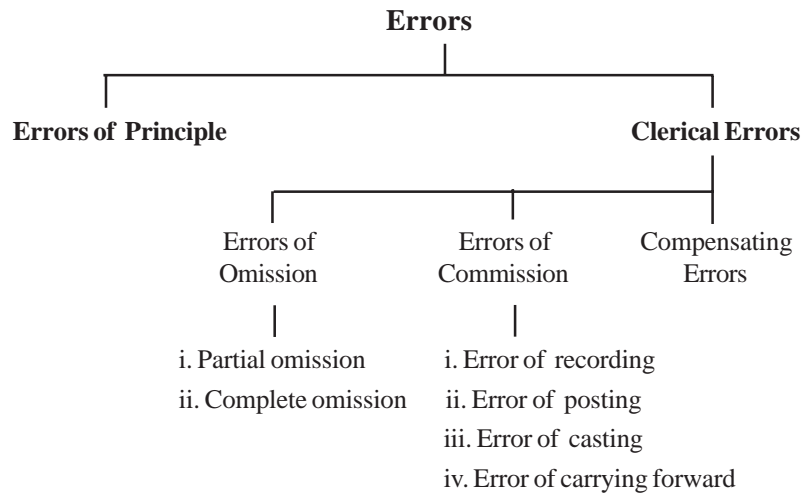 Errors
Errors of Principle
Clerical Errors
Errors of
Omission
Errors of
Commission
Compensating
Errors
i. Partial omission
ii. Complete omission
i. Error of recording
ii. Error of posting
iii. Error of casting
iv. Error of carrying forward